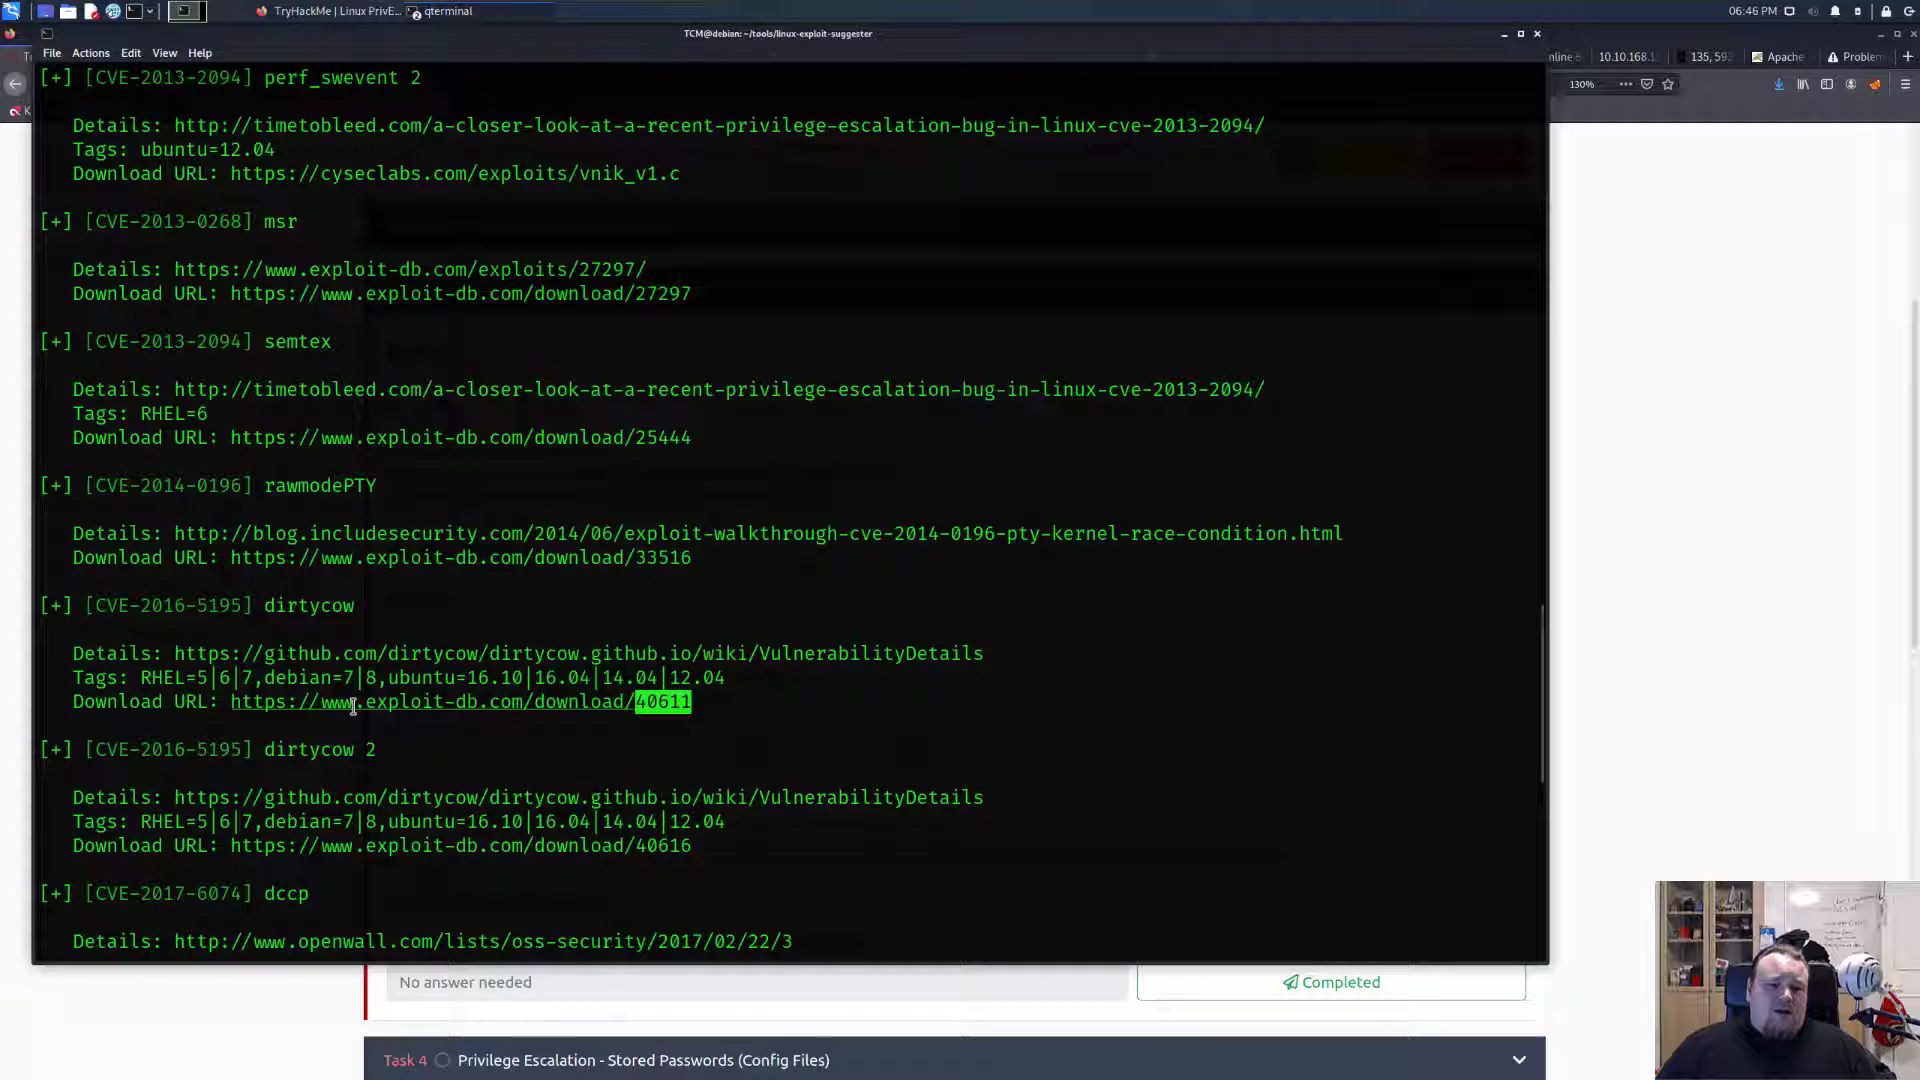 TryHackMe | Linux PrivE...
qterminal
06:46 PM
TCM@debian: ~/tools/linux-exploit-suggester
File Actions Edit View Help
10.10.168.1
135, 59
Apache
Problem
130%
[+] [CVE-2013-2094] perf_swevent 2
Details: http://timetobleed.com/a-closer-look-at-a-recent-privilege-escalation-bug-in-linux-cve-2013-2094/
Tags: ubuntu=12.04
Download URL: https://cyseclabs.com/exploits/vnik_v1.c
[+] [CVE-2013-0268] msr
Details: https://www.exploit-db.com/exploits/27297/
Download URL: https://www.exploit-db.com/download/27297
[+] [CVE-2013-2094] semtex
Details: http://timetobleed.com/a-closer-look-at-a-recent-privilege-escalation-bug-in-linux-cve-2013-2094/
Tags: RHEL=6
Download URL: https://www.exploit-db.com/download/25444
[+] [CVE-2014-0196] rawmodePTY
Details: http://blog.includesecurity.com/2014/06/exploit-walkthrough-cve-2014-0196-pty-kernel-race-condition.html
Download URL: https://www.exploit-db.com/download/33516
[+] [CVE-2016-5195] dirtycow
Details: https://github.com/dirtycow/dirtycow.github.io/wiki/VulnerabilityDetails
Tags: RHEL=5|6|7,debian=7|8,ubuntu=16.10|16.04|14.04|12.04
Download URL: https://www.exploit-db.com/download/40611
[+] [CVE-2016-5195] dirtycow 2
Details: https://github.com/dirtycow/dirtycow.github.io/wiki/VulnerabilityDetails
Tags: RHEL=5|6|7,debian=7|8,ubuntu=16.10|16.04|14.04|12.04
Download URL: https://www.exploit-db.com/download/40616
[+] [CVE-2017-6074] dccp
Details: http://www.openwall.com/lists/oss-security/2017/02/22/3
No answer needed
Completed
Task 4 Privilege Escalation - Stored Passwords (Config Files)